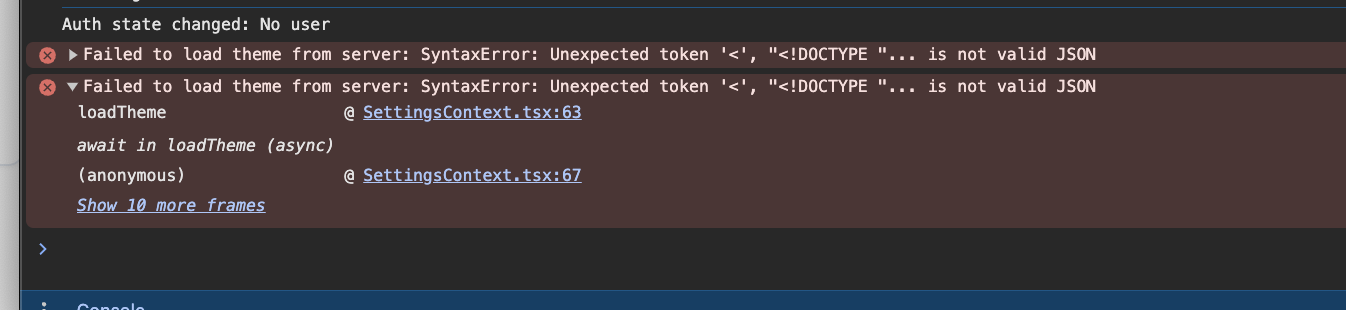 Auth state changed: No user
Failed to load theme from server: SyntaxError: Unexpected token '<', "<!DOCTYPE "... is not valid JSON
Failed to load theme from server: SyntaxError: Unexpected token '<', "<!DOCTYPE "... is not valid JSON
loadTheme @ SettingsContext.tsx:63
await in loadTheme (async)
(anonymous) @ SettingsContext.tsx:67
Show 10 more frames
Console